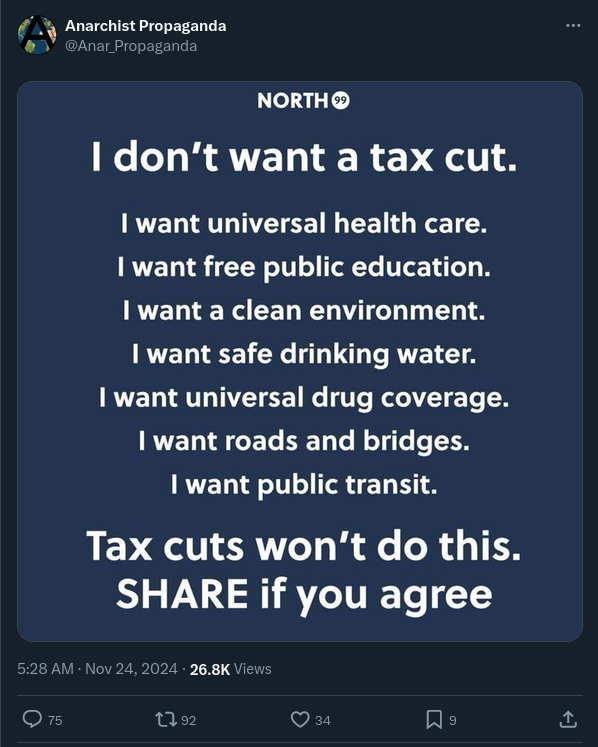 Anarchist Propaganda
@Anar_Propaganda
NORTH99
I don't want a tax cut.
I want universal health care.
I want free public education.
I want a clean environment.
I want safe drinking water.
I want universal drug coverage.
I want roads and bridges.
I want public transit.
Tax cuts won't do this.
SHARE if you agree
5:28 AM · Nov 24, 2024 · 26.8K Views
75 92 34 9